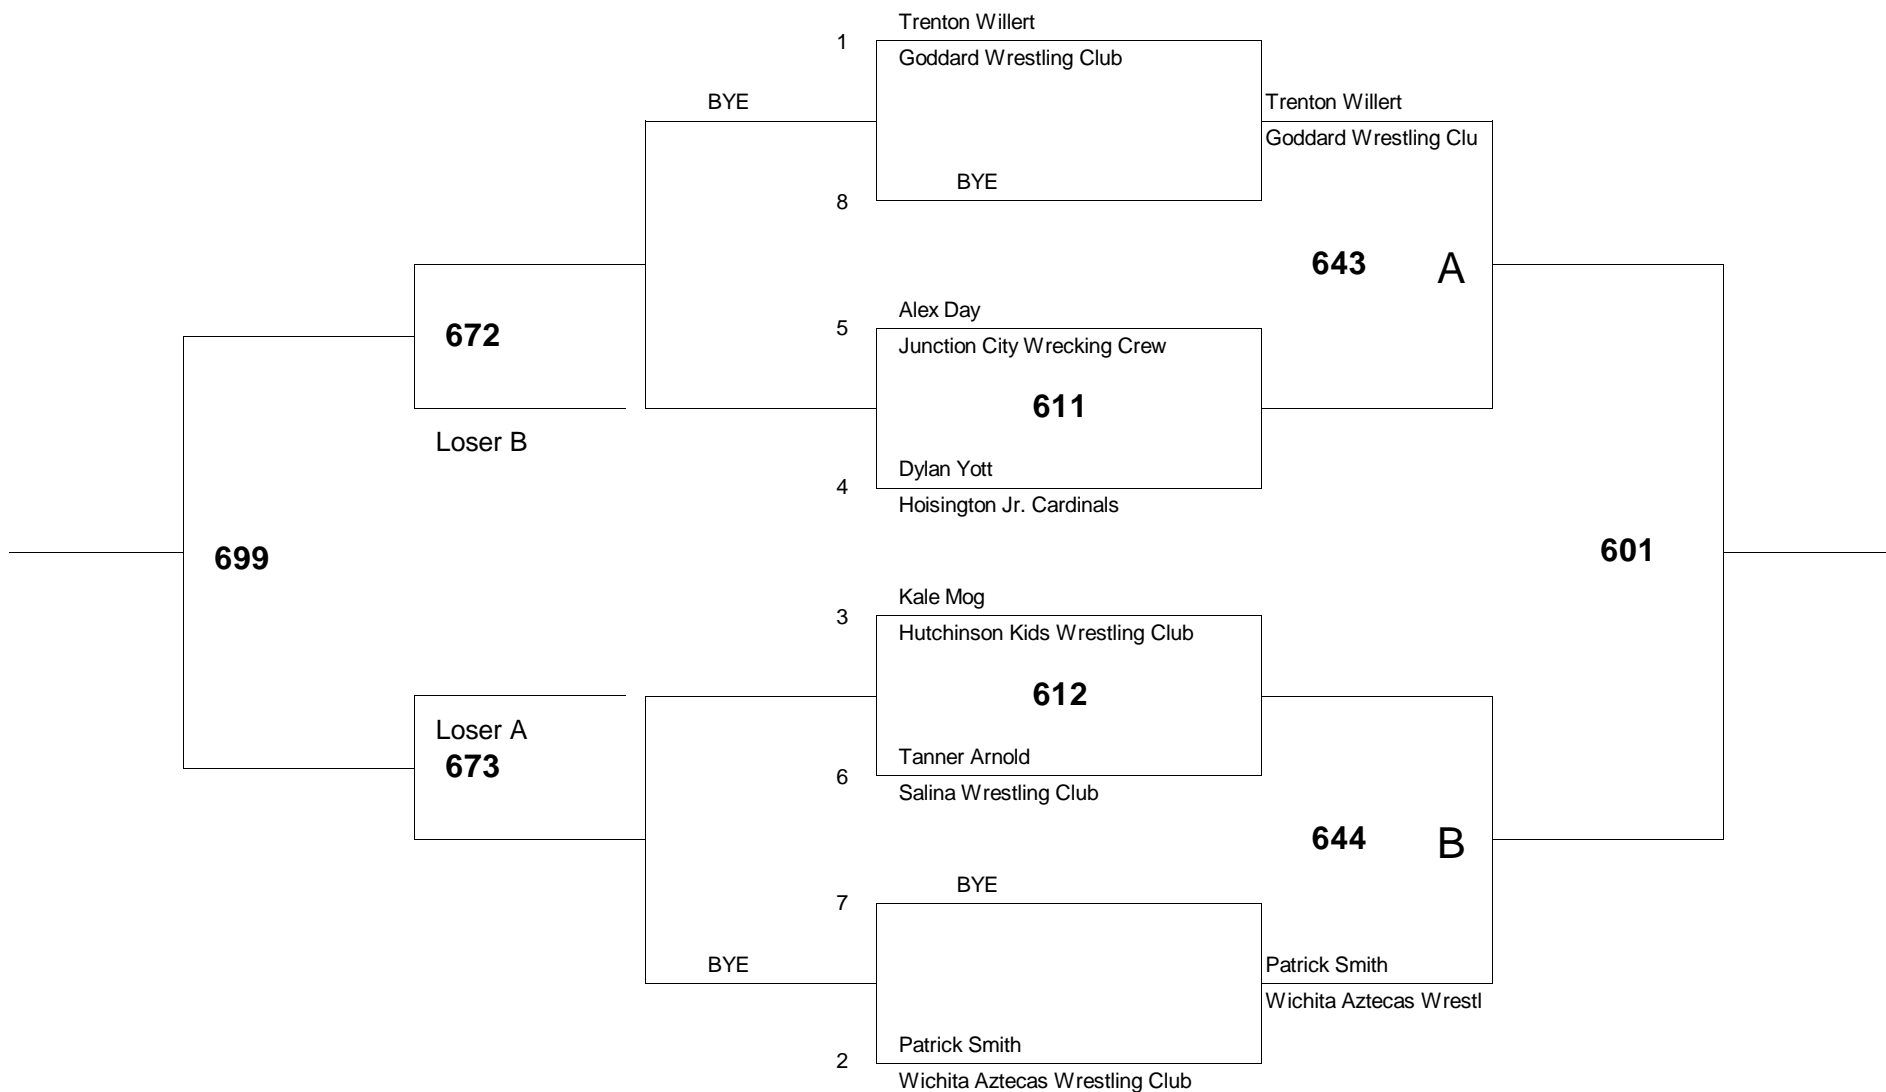 Trenton Willert
1
Goddard Wrestling Club
BYE
Trenton Willert
Goddard Wrestling Clu
BYE
8
643 A
Alex Day
5
672
Junction City Wrecking Crew
611
Loser B
Dylan Yott
4
Hoisington Jr. Cardinals
699
601
Kale Mog
3
Hutchinson Kids Wrestling Club
612
Loser A
673
Tanner Arnold
6
Salina Wrestling Club
644 B
BYE
7
BYE
Patrick Smith
Wichita Aztecas Wrestl
Patrick Smith
2
Wichita Aztecas Wrestling Club